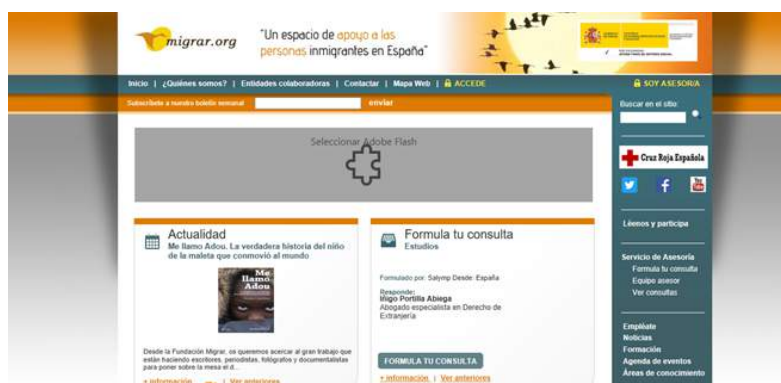 migrar.org
"Un espacio de apoyo a las
personas inmigrantes en España"
Inicio | ¿Quiénes somos? | Entidades colaboradoras | Contactar | Mapa Web | ACCEDE
SOY ASESOR/A
Subscríbete a nuestro boletín semanal enviar
Buscar en el sitio:
Seleccionar Adobe Flash
Cruz Roja Española
You
Tube
Léenos y participa
Servicio de Asesoría
Formula tu consulta
Equipo asesor
Ver consultas
Empléate
Noticias
Formación
Agenda de eventos
Áreas de conocimiento
Actualidad
Me llamo Adou. La verdadera historia del niño
de la maleta que conmovió al mundo
Me
llamo
Adou
Desde la Fundación Migrar, os queremos acercar al gran trabajo que
están haciendo escritores, periodistas, fotógrafos y documentalistas
para poner sobre la mesa el d...
+ información | Ver anteriores
Formula tu consulta
Estudios
Formulado por: Salymp Desde: España
Responde:
Iñigo Portilla Abiega
Abogado especialista en Derecho de
Extranjería
FORMULA TU CONSULTA
+ información | Ver anteriores